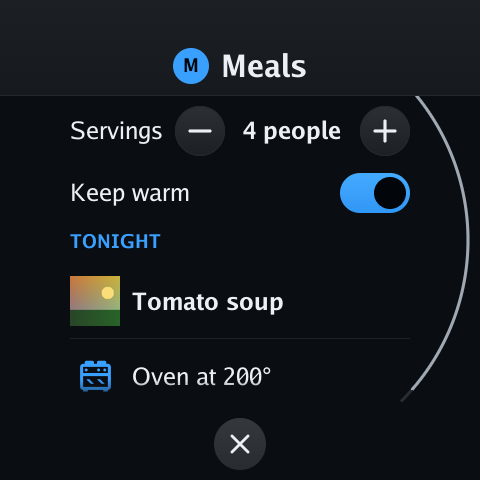 M Meals
Servings 4 people
Keep warm
TONIGHT
Tomato soup
Oven at 200°